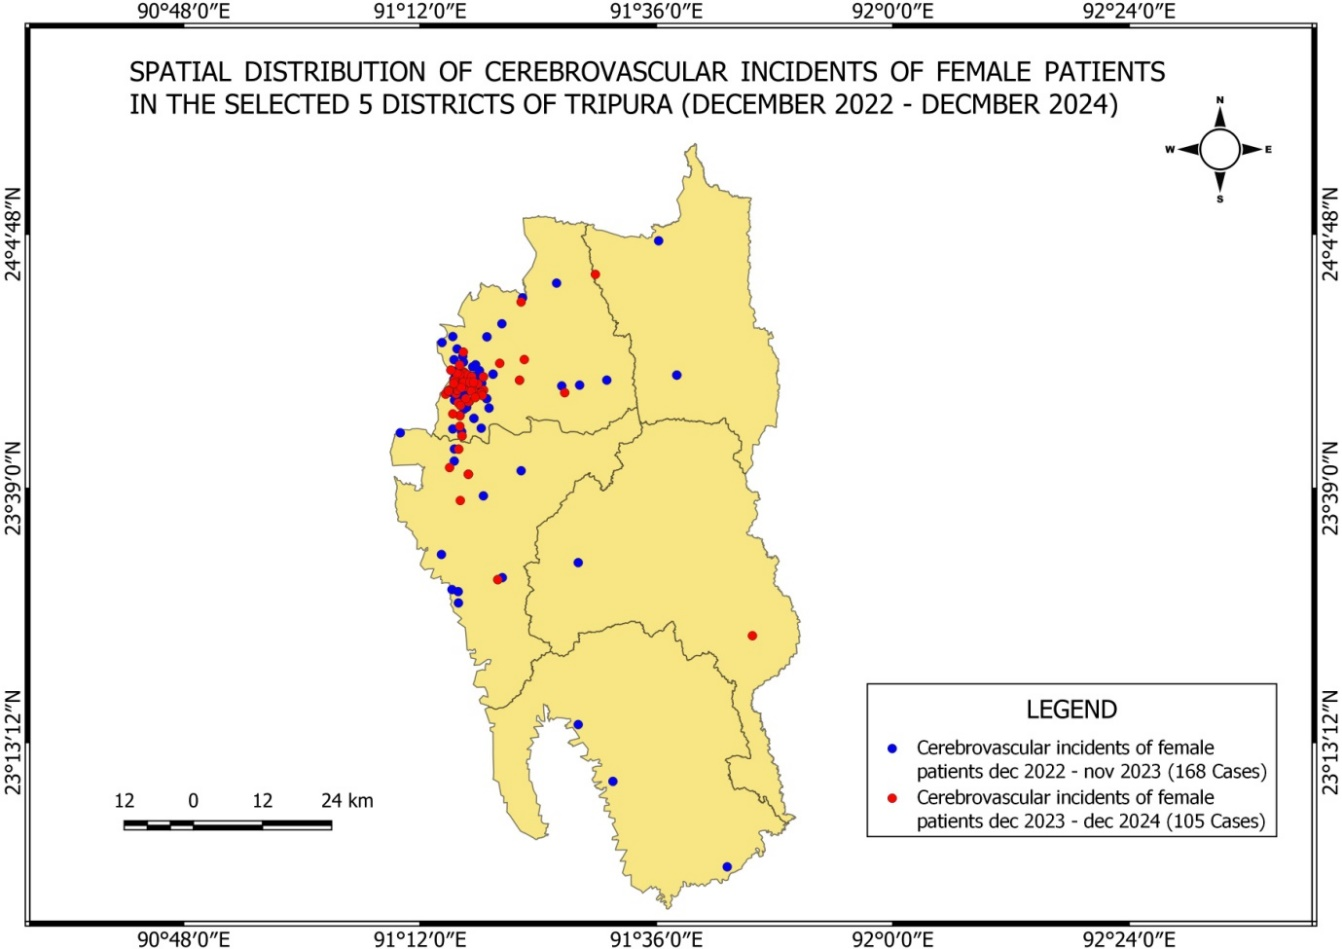 90°48′0″E 91°12′0″E 91°36′0″E 92°0′0″E 92°24′0″E
SPATIAL DISTRIBUTION OF CEREBROVASCULAR INCIDENTS OF FEMALE PATIENTS
IN THE SELECTED 5 DISTRICTS OF TRIPURA (DECEMBER 2022 - DECMBER 2024)
N
W E
S
24°4′48″N 24°4′48″N
23°39′0″N 23°39′0″N
23°13′12″N 23°13′12″N
LEGEND
Cerebrovascular incidents of female
patients dec 2022 - nov 2023 (168 Cases)
Cerebrovascular incidents of female
patients dec 2023 - dec 2024 (105 Cases)
12 0 12 24 km
90°48′0″E 91°12′0″E 91°36′0″E 92°0′0″E 92°24′0″E